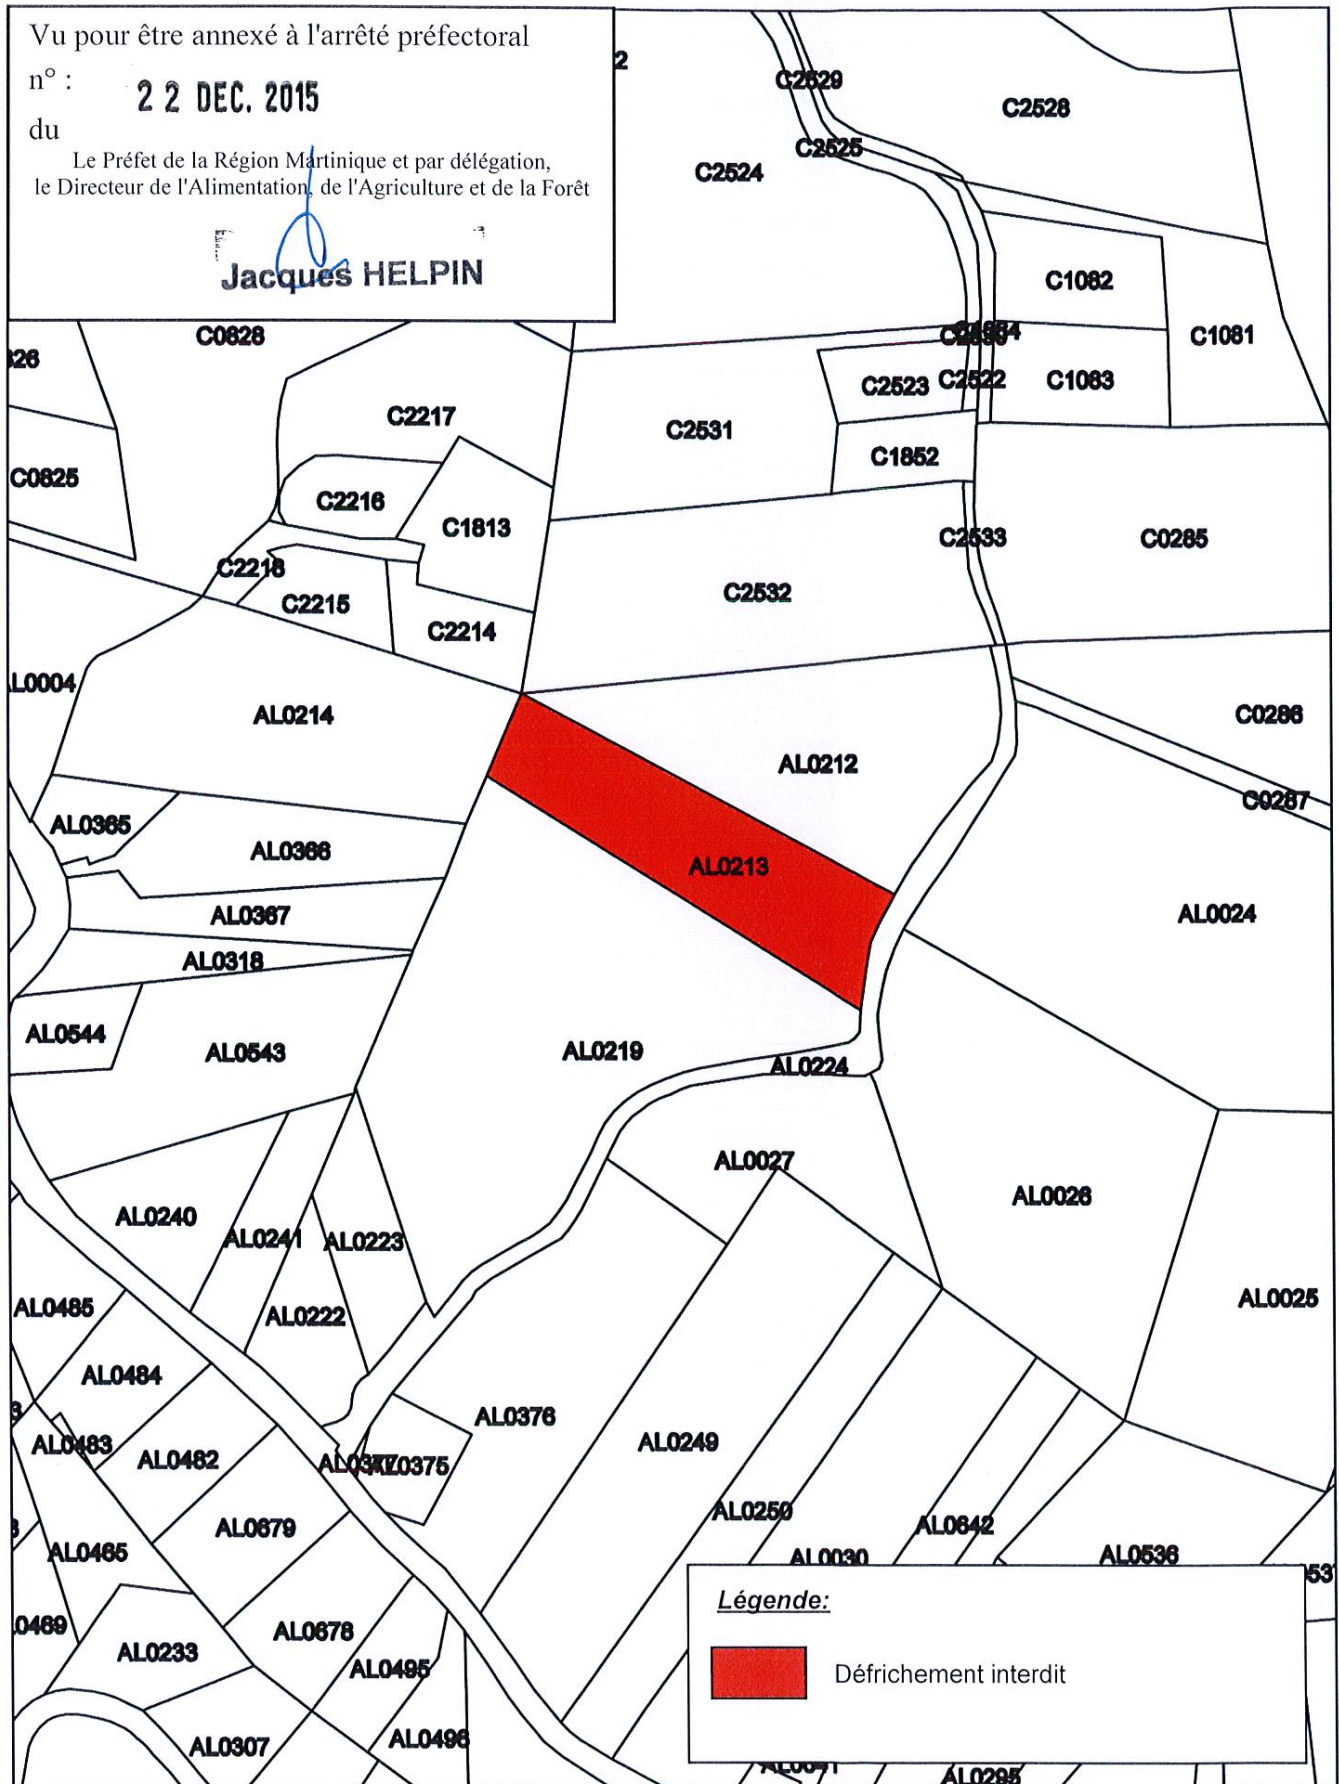 Vu pour être annexé à l'arrêté préfectoral
n° :
22 DEC. 2015
du
Le Préfet de la Région Martinique et par délégation,
le Directeur de l'Alimentation, de l'Agriculture et de la Forêt
Jacques HELPIN
C2529
C2528
C2525
C2524
C1082
C0828
C1081
C2523
C2522
C1083
C2217
C2531
C1852
C0825
C2216
C1813
C2533
C0285
C2218
C2532
C2215
C2214
AL0214
C0286
AL0212
C0287
AL0365
AL0366
AL0213
AL0367
AL0024
AL0318
AL0544
AL0543
AL0219
AL0224
AL0027
AL0026
AL0240
AL0241
AL0223
AL0025
AL0485
AL0222
AL0484
AL0376
AL0249
AL0483
AL0482
AL0375
AL0250
AL0679
AL0642
AL0465
AL0030
AL0536
AL0233
AL0678
AL0495
AL0307
AL0496
AL0295
Légende:
Défrichement interdit